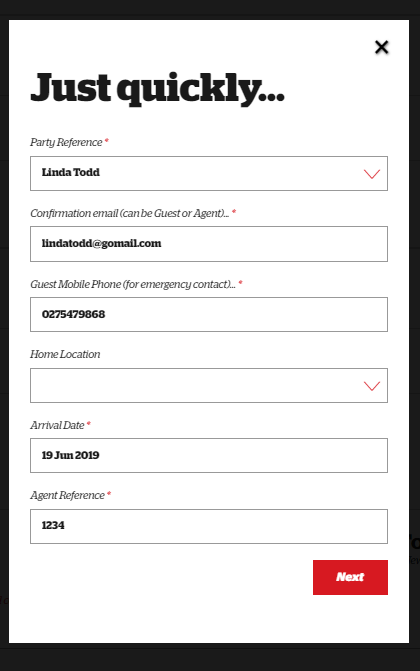 Just quickly...
Party Reference *
Linda Todd
Confirmation email (can be Guest or Agent)... *
lindatodd@gomail.com
Guest Mobile Phone (for emergency contact)... *
0275479868
Home Location
Arrival Date *
19 Jun 2019
Agent Reference *
1234
Next